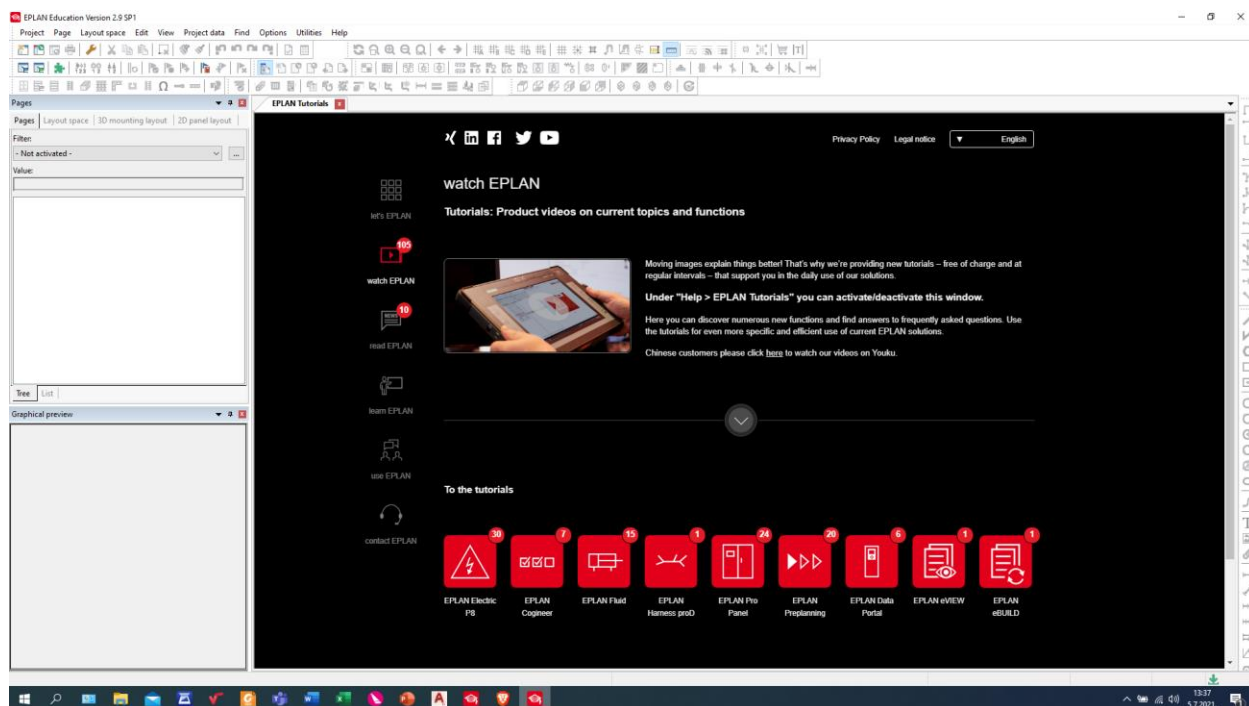 EPLAN Education Version 2.9 SP1
Project Page Layout space Edit View Project data Find Options Utilities Help
Pages
Pages Layout space 3D mounting layout 2D panel layout
Filter:
- Not activated -
...
Value:
Tree List
Graphical preview
EPLAN Tutorials
Privacy Policy Legal notice English
let's EPLAN
105
watch EPLAN
NEWS
10
read EPLAN
learn EPLAN
use EPLAN
contact EPLAN
watch EPLAN
Tutorials: Product videos on current topics and functions
Moving images explain things better! That's why we're providing new tutorials – free of charge and at
regular intervals – that support you in the daily use of our solutions.
Under "Help > EPLAN Tutorials" you can activate/deactivate this window.
Here you can discover numerous new functions and find answers to frequently asked questions. Use
the tutorials for even more specific and efficient use of current EPLAN solutions.
Chinese customers please click here to watch our videos on Youku.
To the tutorials
30 7 15 1 24 20 6 1 1
EPLAN Electric EPLAN EPLAN Fluid EPLAN EPLAN Pro EPLAN EPLAN Data EPLAN eVIEW EPLAN
P8 Cogineer Harness proD Panel Preplanning Portal eBUILD
13:37
5.7.2021